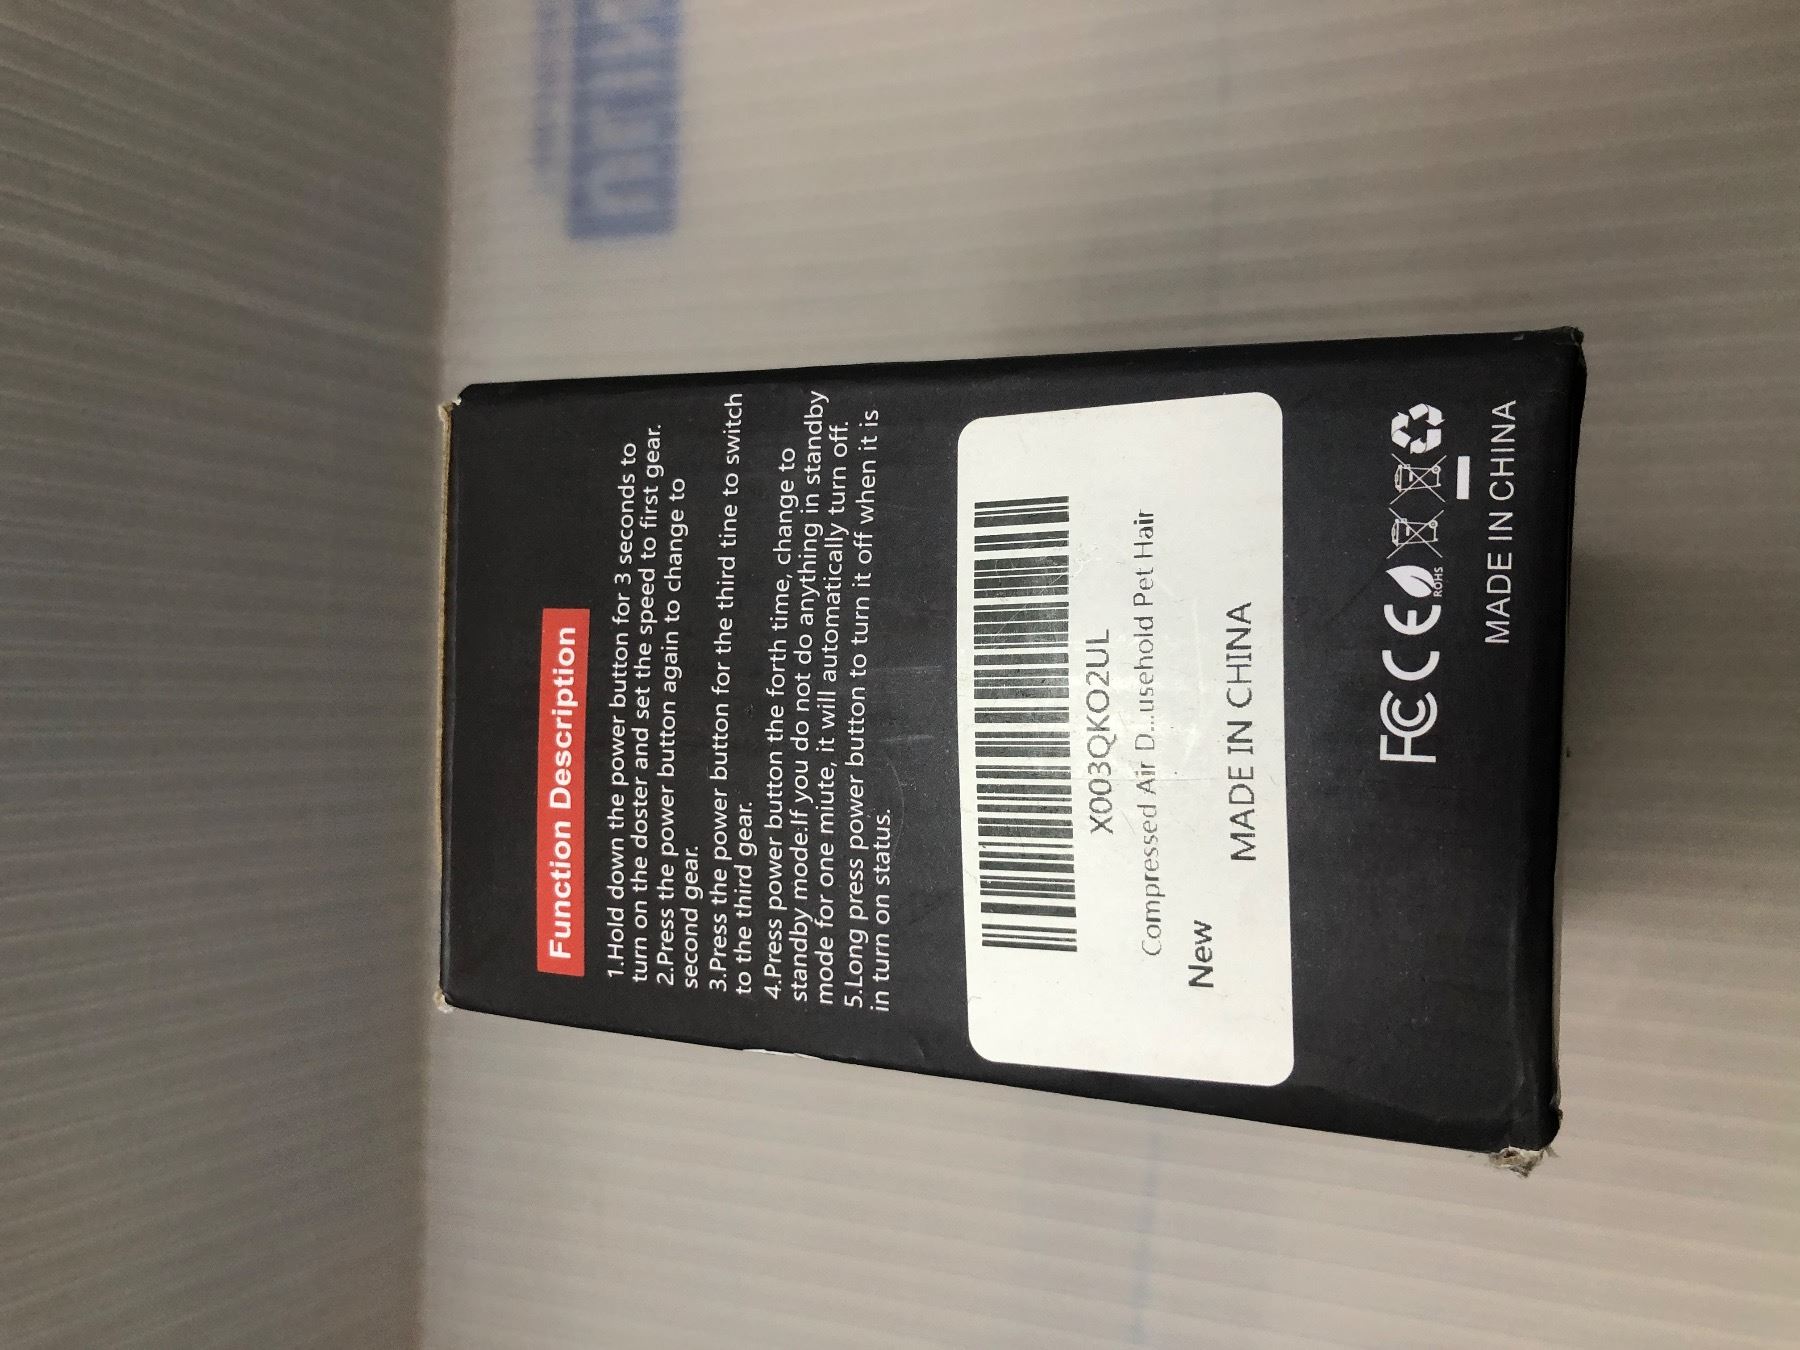 Function Description
1.Hold down the power button for 3 seconds to
turn on the doster and set the speed to first gear.
2.Press the power button again to change to
second gear.
3.Press the power button for the third tine to switch
to the third gear.
4.Press power button the forth time, change to
standby mode.If you do not do anything in standby
mode for one miute, it will automatically turn off.
5.Long press power button to turn it off when it is
in turn on status.
X003QKO2UL
Compressed Air D...usehold Pet Hair
New
MADE IN CHINA
FC CE ROHS
MADE IN CHINA